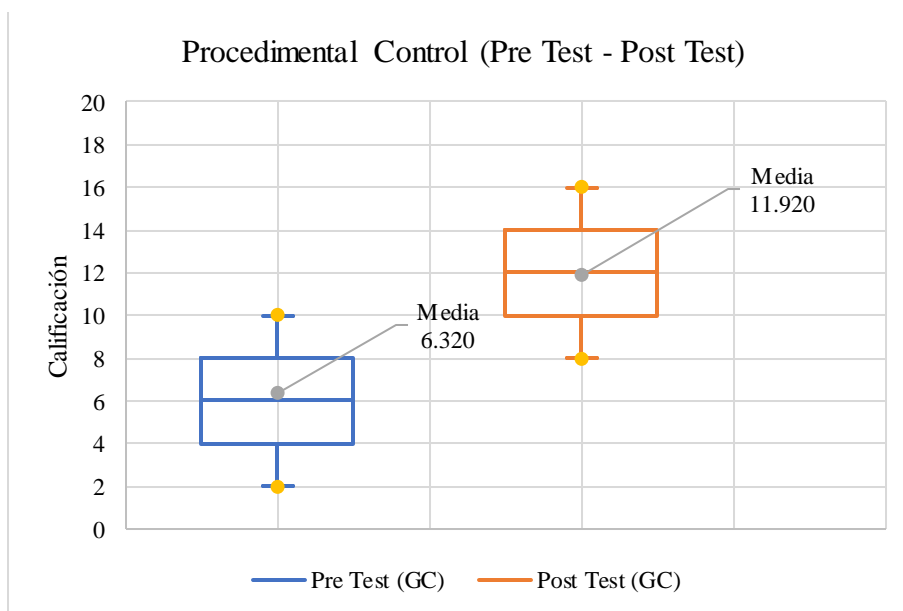 Procedimental Control (Pre Test - Post Test)
Calificación
20
18
16
14
12
10
8
6
4
2
0
Media
11.920
Media
6.320
Pre Test (GC)
Post Test (GC)